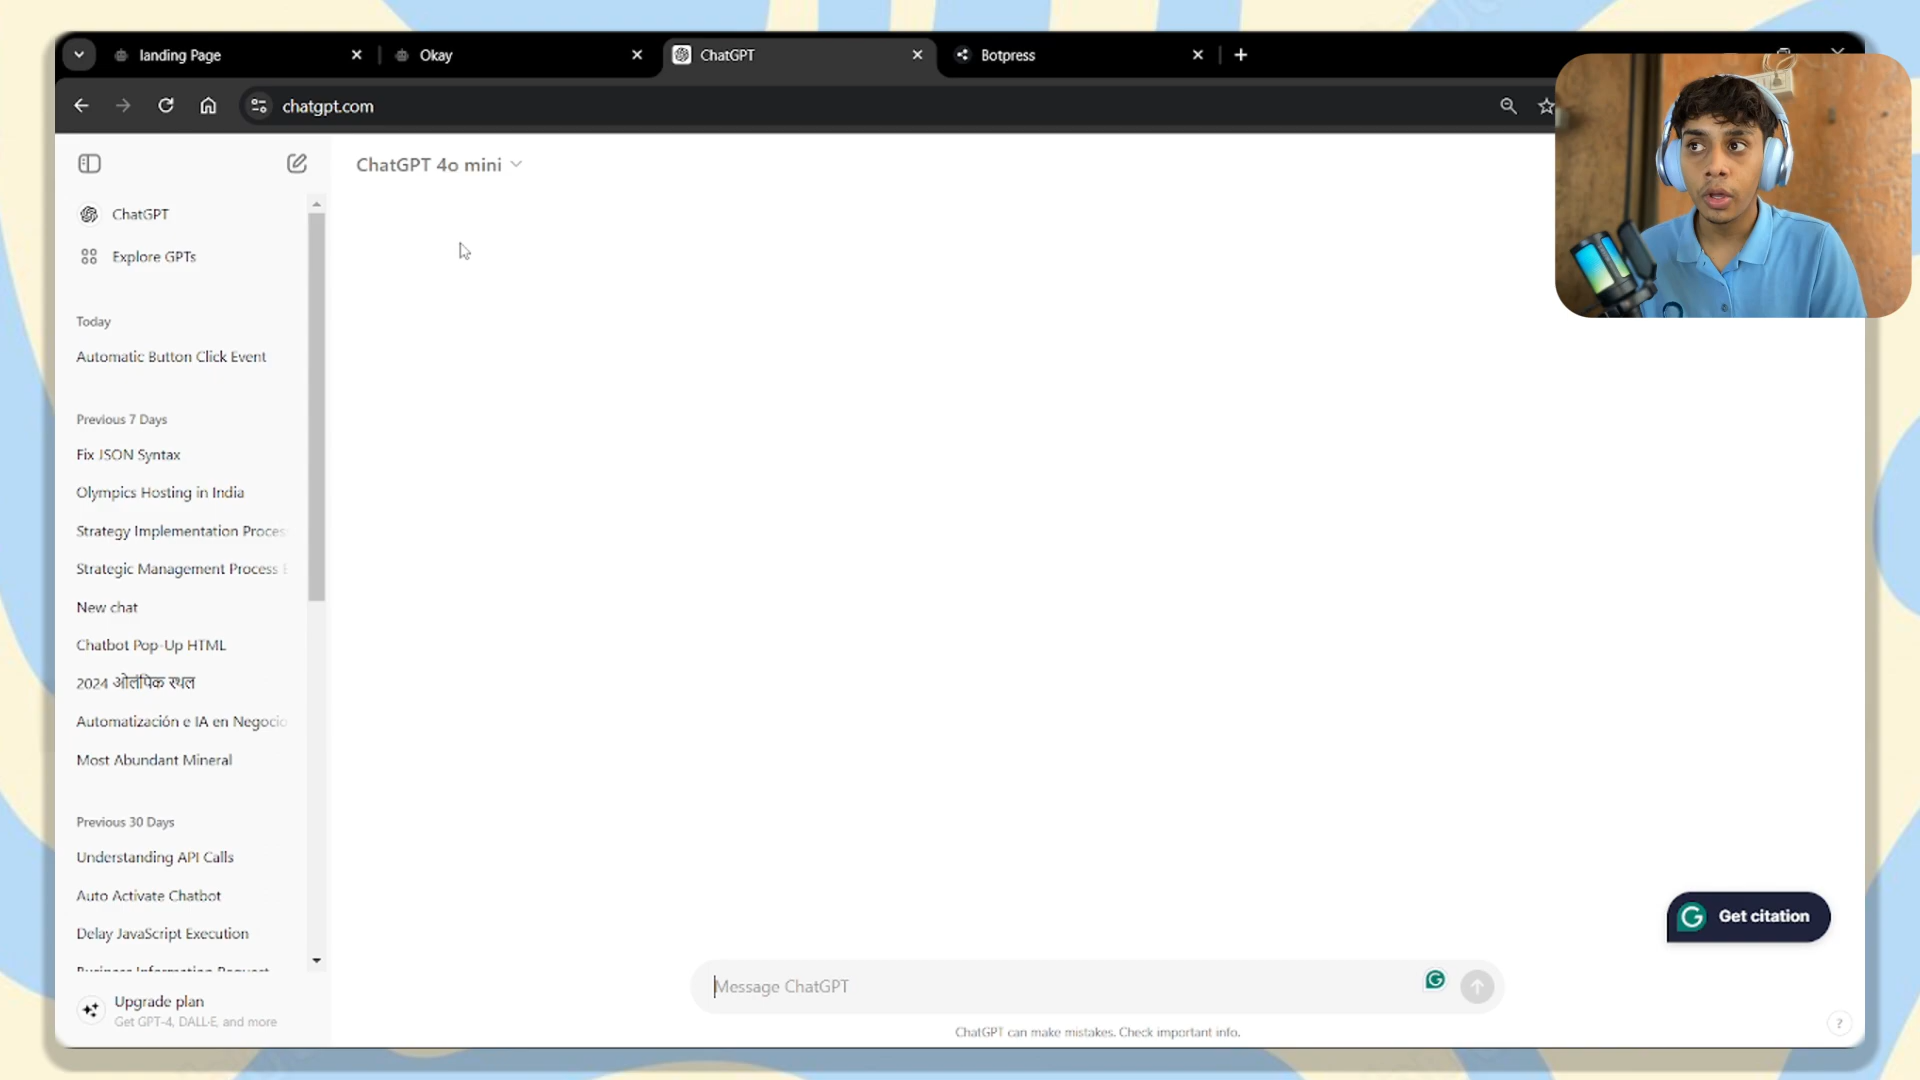 landing Page
Okay
ChatGPT
Botpress
chatgpt.com
ChatGPT 4o mini
ChatGPT
Explore GPTs
Today
Automatic Button Click Event
Previous 7 Days
Fix JSON Syntax
Olympics Hosting in India
Strategy Implementation Proces
Strategic Management Process E
New chat
Chatbot Pop-Up HTML
2024 ओलंपिक स्थल
Automatización e IA en Negocio
Most Abundant Mineral
Previous 30 Days
Understanding API Calls
Auto Activate Chatbot
Delay JavaScript Execution
Business Information Request
Upgrade plan
Get GPT-4, DALL·E, and more
Get citation
Message ChatGPT
ChatGPT can make mistakes. Check important info.
?